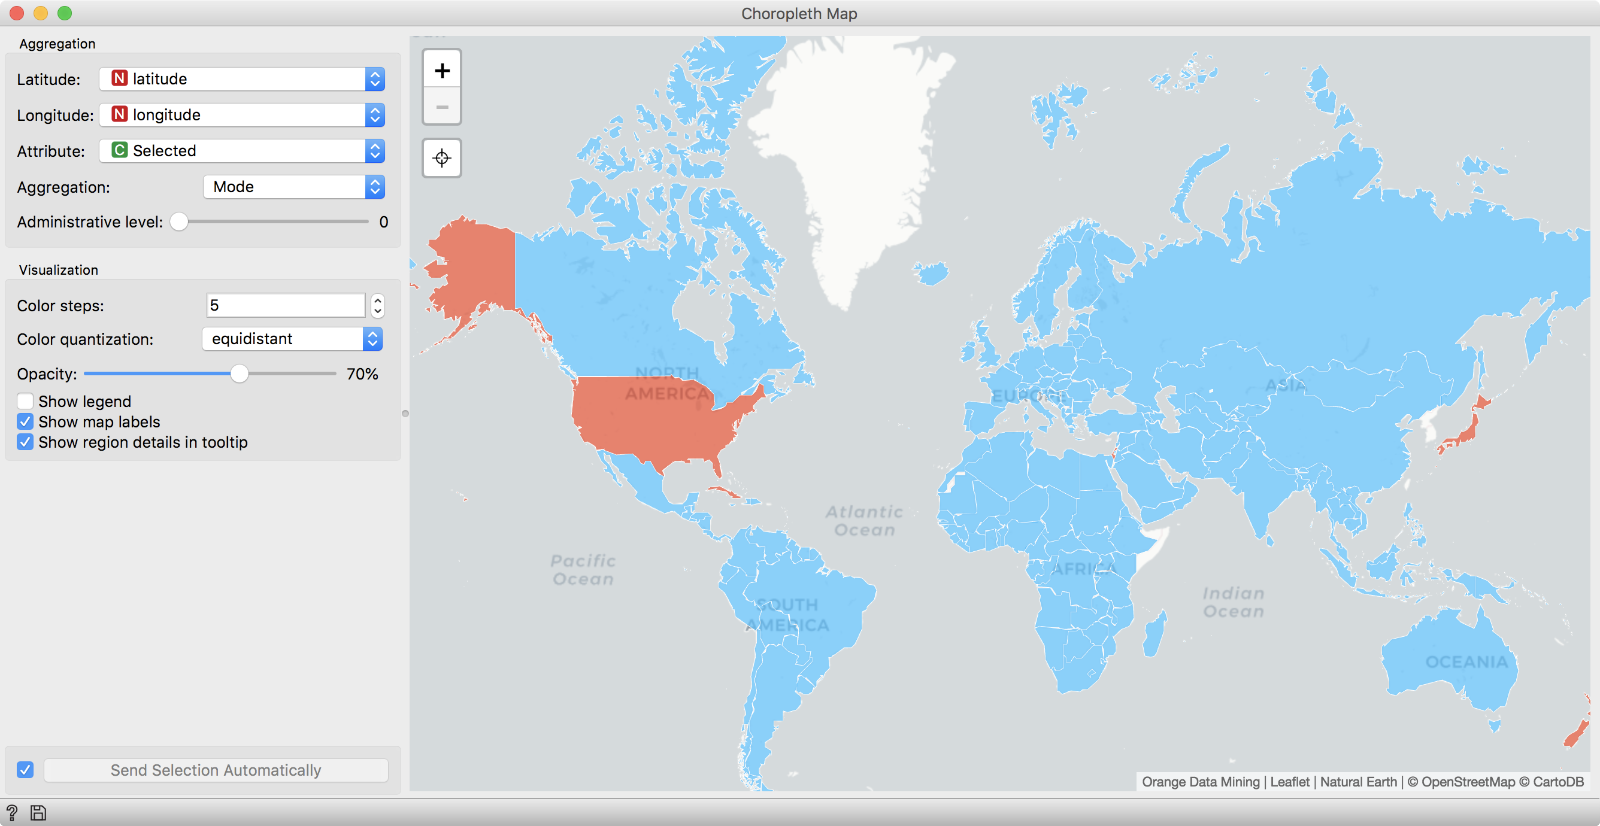 Choropleth Map
Aggregation
Latitude: N latitude
Longitude: N longitude
Attribute: C Selected
Aggregation: Mode
Administrative level: 0
Visualization
Color steps: 5
Color quantization: equidistant
Opacity: 70%
Show legend
Show map labels
Show region details in tooltip
Send Selection Automatically
?
+
−
NORTH
AMERICA
EUROPE
ASIA
Atlantic
Ocean
Pacific
Ocean
AFRICA
SOUTH
AMERICA
Indian
Ocean
OCEANIA
Orange Data Mining | Leaflet | Natural Earth | © OpenStreetMap © CartoDB